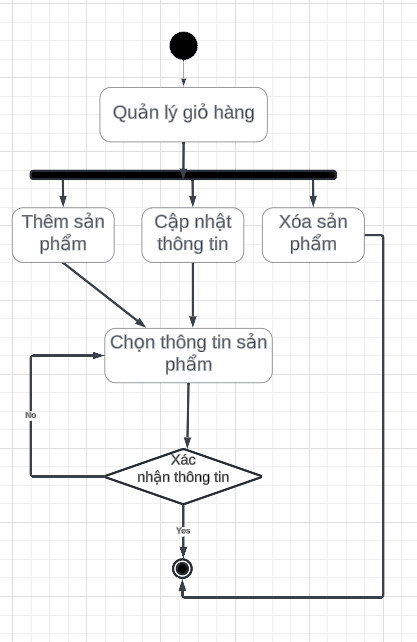 Quản lý giỏ hàng
Thêm sản
phẩm
Cập nhật
thông tin
Xóa sản
phẩm
Chọn thông tin sản
phẩm
No
Xác
nhận thông tin
Yes